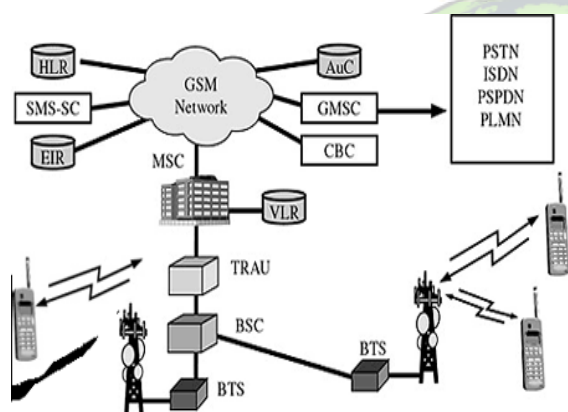 HLR
AuC
PSTN
ISDN
PSPDN
PLMN
GSM
Network
SMS-SC
GMSC
EIR
CBC
MSC
VLR
TRAU
BSC
BTS
BTS